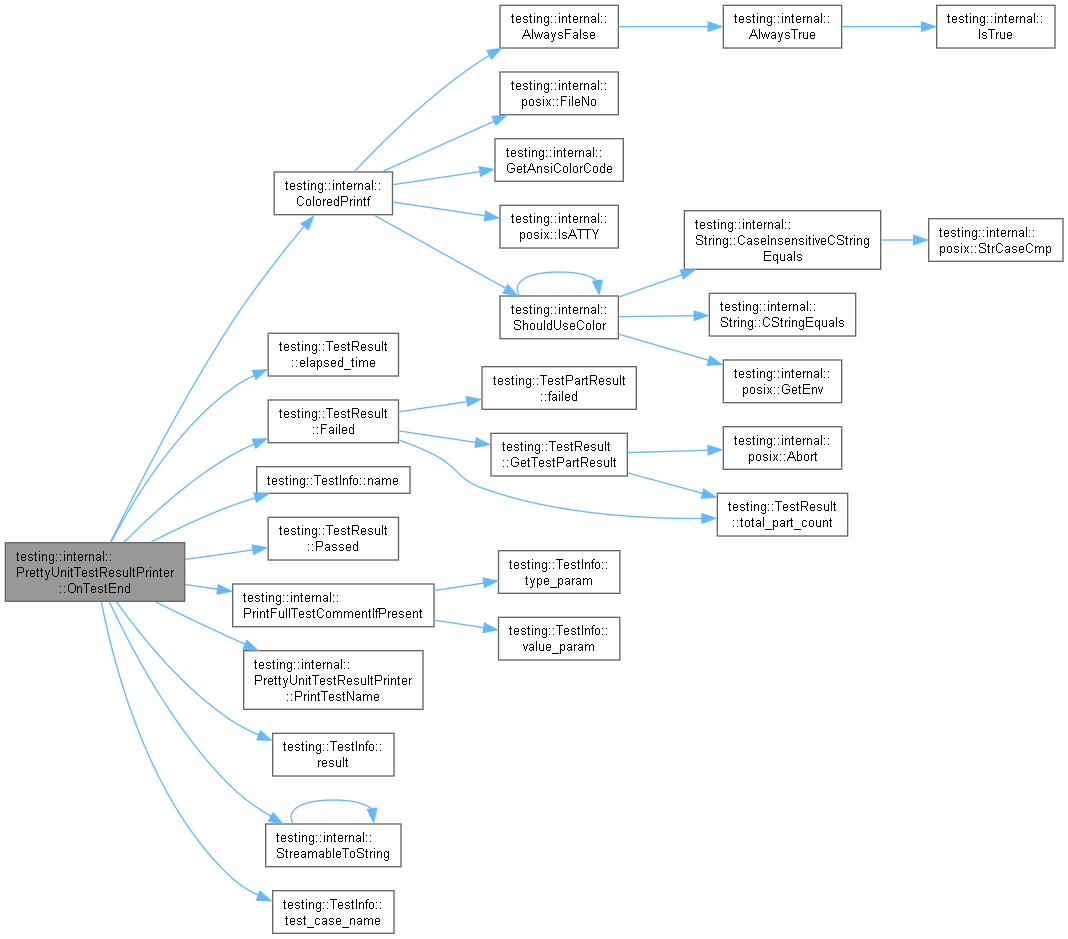 testing::internal::
AlwaysFalse
testing::internal::
AlwaysTrue
testing::internal::
IsTrue
testing::internal::
posix::FileNo
testing::internal::
GetAnsiColorCode
testing::internal::
ColoredPrintf
testing::internal::
posix::IsATTY
testing::internal::
String::CaseInsensitiveCString
Equals
testing::internal::
posix::StrCaseCmp
testing::internal::
ShouldUseColor
testing::internal::
String::CStringEquals
testing::internal::
posix::GetEnv
testing::TestResult
::elapsed_time
testing::TestPartResult
::failed
testing::TestResult
::Failed
testing::TestResult
::GetTestPartResult
testing::internal::
posix::Abort
testing::TestResult
::total_part_count
testing::TestInfo::name
testing::TestResult
::Passed
testing::internal::
PrettyUnitTestResultPrinter
::OnTestEnd
testing::internal::
PrintFullTestCommentIfPresent
testing::TestInfo::
type_param
testing::TestInfo::
value_param
testing::internal::
PrettyUnitTestResultPrinter
::PrintTestName
testing::TestInfo::
result
testing::internal::
StreamableToString
testing::TestInfo::
test_case_name